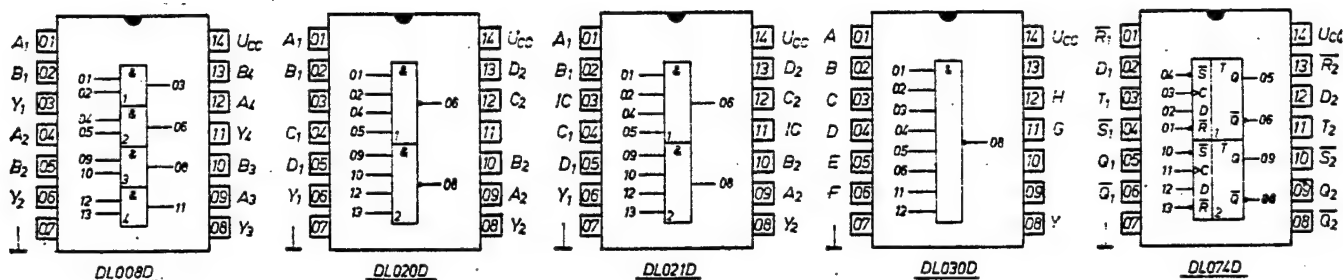 A₁ 01 14 U_CC
B₁ 02 13 B₄
Y₁ 03 12 A₄
A₂ 04 11 Y₄
B₂ 05 10 B₃
Y₂ 06 09 A₃
07 08 Y₃
01 & 03
02 1
04 & 06
05 2
09 & 08
10 3
12 & 11
13 4
DL008D
A₁ 01 14 U_CC
B₁ 02 13 D₂
03 12 C₂
C₁ 04 11
D₁ 05 10 B₂
Y₁ 06 09 A₂
07 08 Y₂
01 &
02 06
04
05 1
09 &
10 08
12
13 2
DL020D
A₁ 01 14 U_CC
B₁ 02 13 D₂
IC 03 12 C₂
C₁ 04 11 IC
D₁ 05 10 B₂
Y₁ 06 09 A₂
07 08 Y₂
01 &
02 06
04
05 1
09 &
10 08
12
13 2
DL021D
A 01 14 U_CC
B 02 13
C 03 12 H
D 04 11 G
E 05 10
F 06 09
07 08 Y
01 &
02
03
04
05 08
06
11
12
DL030D
R̅₁ 01 14 U_CC
D₁ 02 13 R̅₂
T₁ 03 12 D₂
S̅₁ 04 11 T₂
Q₁ 05 10 S̅₂
Q̅₁ 06 09 Q₂
07 08 Q̅₂
04 S̅ T Q 05
03 C
02 D Q̅ 06
01 R̅ 1
10 S̅ T Q 09
11 C
12 D Q̅ 08
13 R̅ 2
DL074D